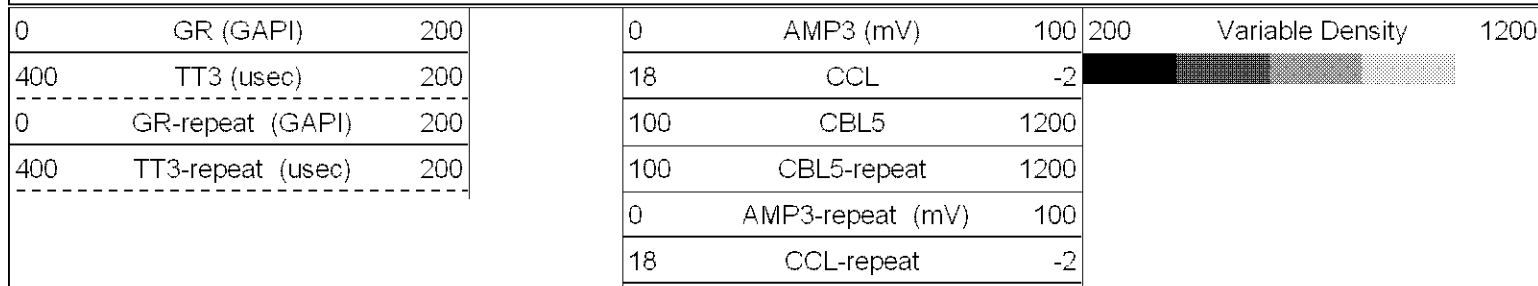 0 GR (GAPI) 200 0 AMP3 (mV) 100 200 Variable Density 1200
400 TT3 (usec) 200 18 CCL -2
0 GR-repeat (GAPI) 200 100 CBL5 1200
400 TT3-repeat (usec) 200 100 CBL5-repeat 1200
0 AMP3-repeat (mV) 100
18 CCL-repeat -2